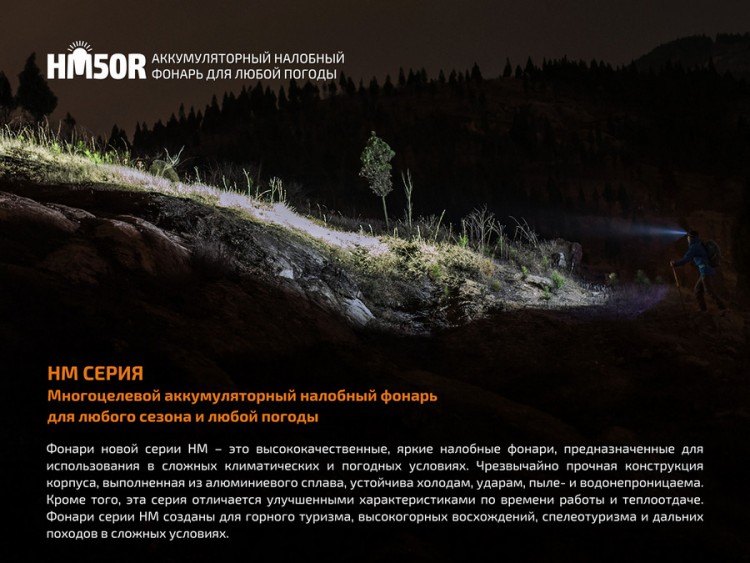 HM50R
АККУМУЛЯТОРНЫЙ НАЛОБНЫЙ
ФОНАРЬ ДЛЯ ЛЮБОЙ ПОГОДЫ
НМ СЕРИЯ
Многоцелевой аккумуляторный налобный фонарь
для любого сезона и любой погоды
Фонари новой серии НМ – это высококачественные, яркие налобные фонари, предназначенные для
использования в сложных климатических и погодных условиях. Чрезвычайно прочная конструкция
корпуса, выполненная из алюминиевого сплава, устойчива холодам, ударам, пыле- и водонепроницаема.
Кроме того, эта серия отличается улучшенными характеристиками по времени работы и теплоотдаче.
Фонари серии НМ созданы для горного туризма, высокогорных восхождений, спелеотуризма и дальних
походов в сложных условиях.